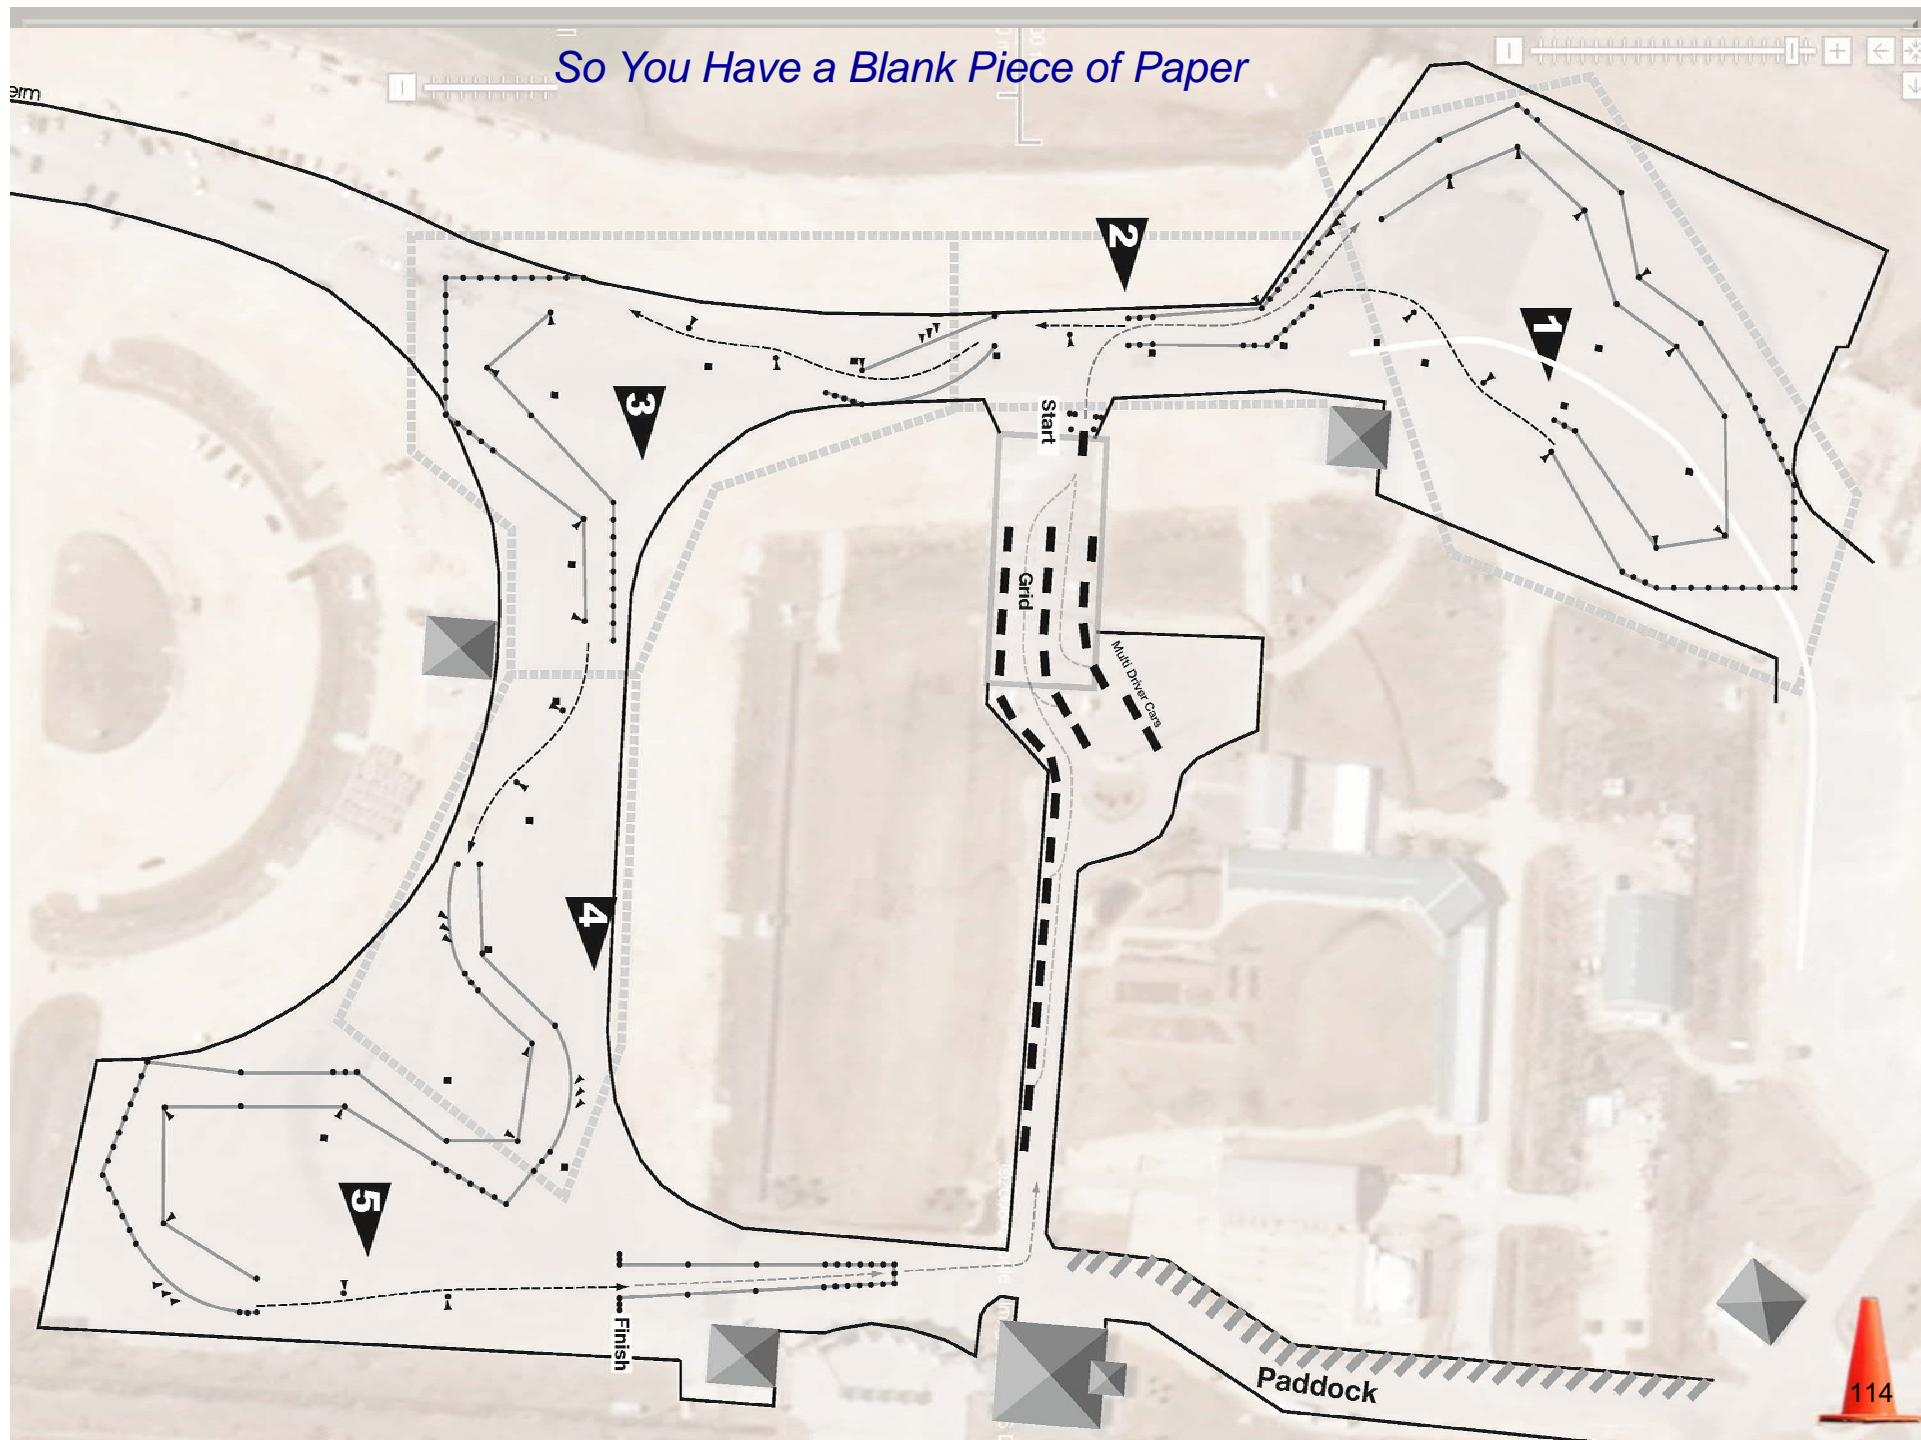 So You Have a Blank Piece of Paper
erm
2
1
3
Start
Grid
Multi Driver Cars
4
5
Finish
Paddock
114